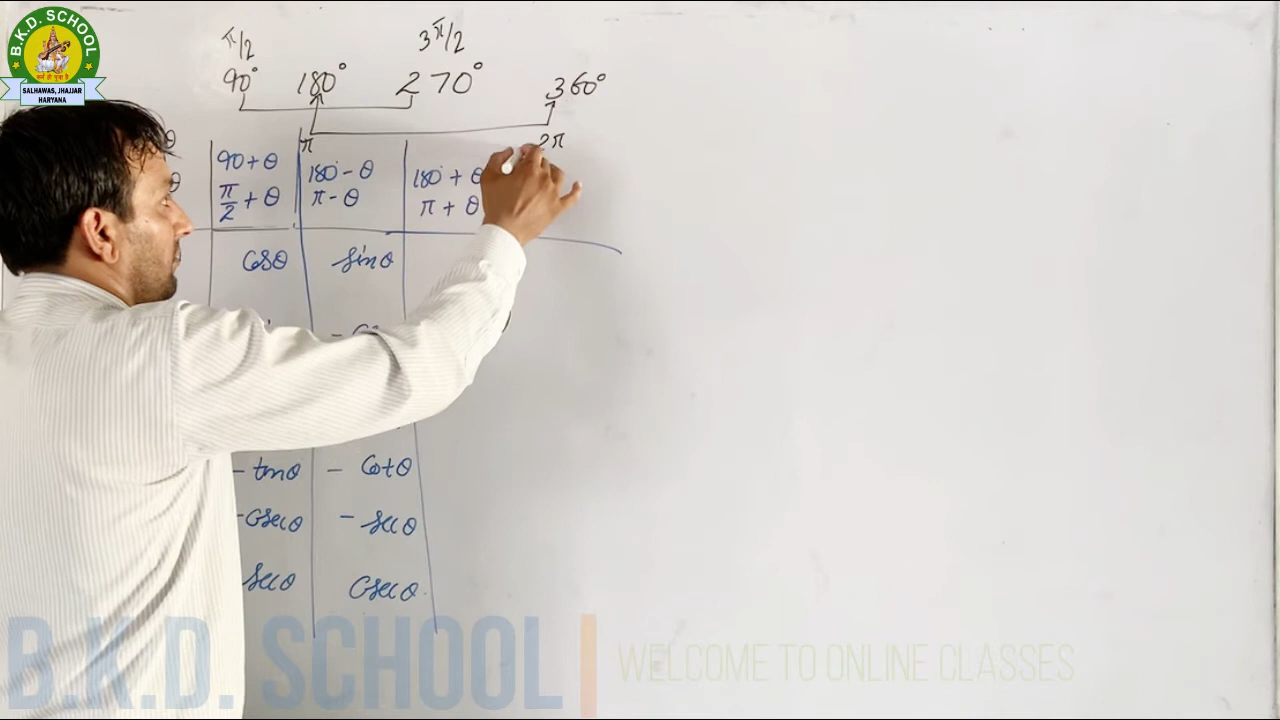 B.K.D. SCHOOL
कर्म ही पूजा है
SALHAWAS, JHAJJAR
HARYANA
π/2 3π/2
90° 180° 270° 360°
π 2π
θ 90+θ 180°-θ 180°+θ
θ π/2+θ π-θ π+θ
cosθ sinθ
- tanθ - cotθ
-cosecθ - secθ
secθ cosecθ
B.K.D. SCHOOL
WELCOME TO ONLINE CLASSES